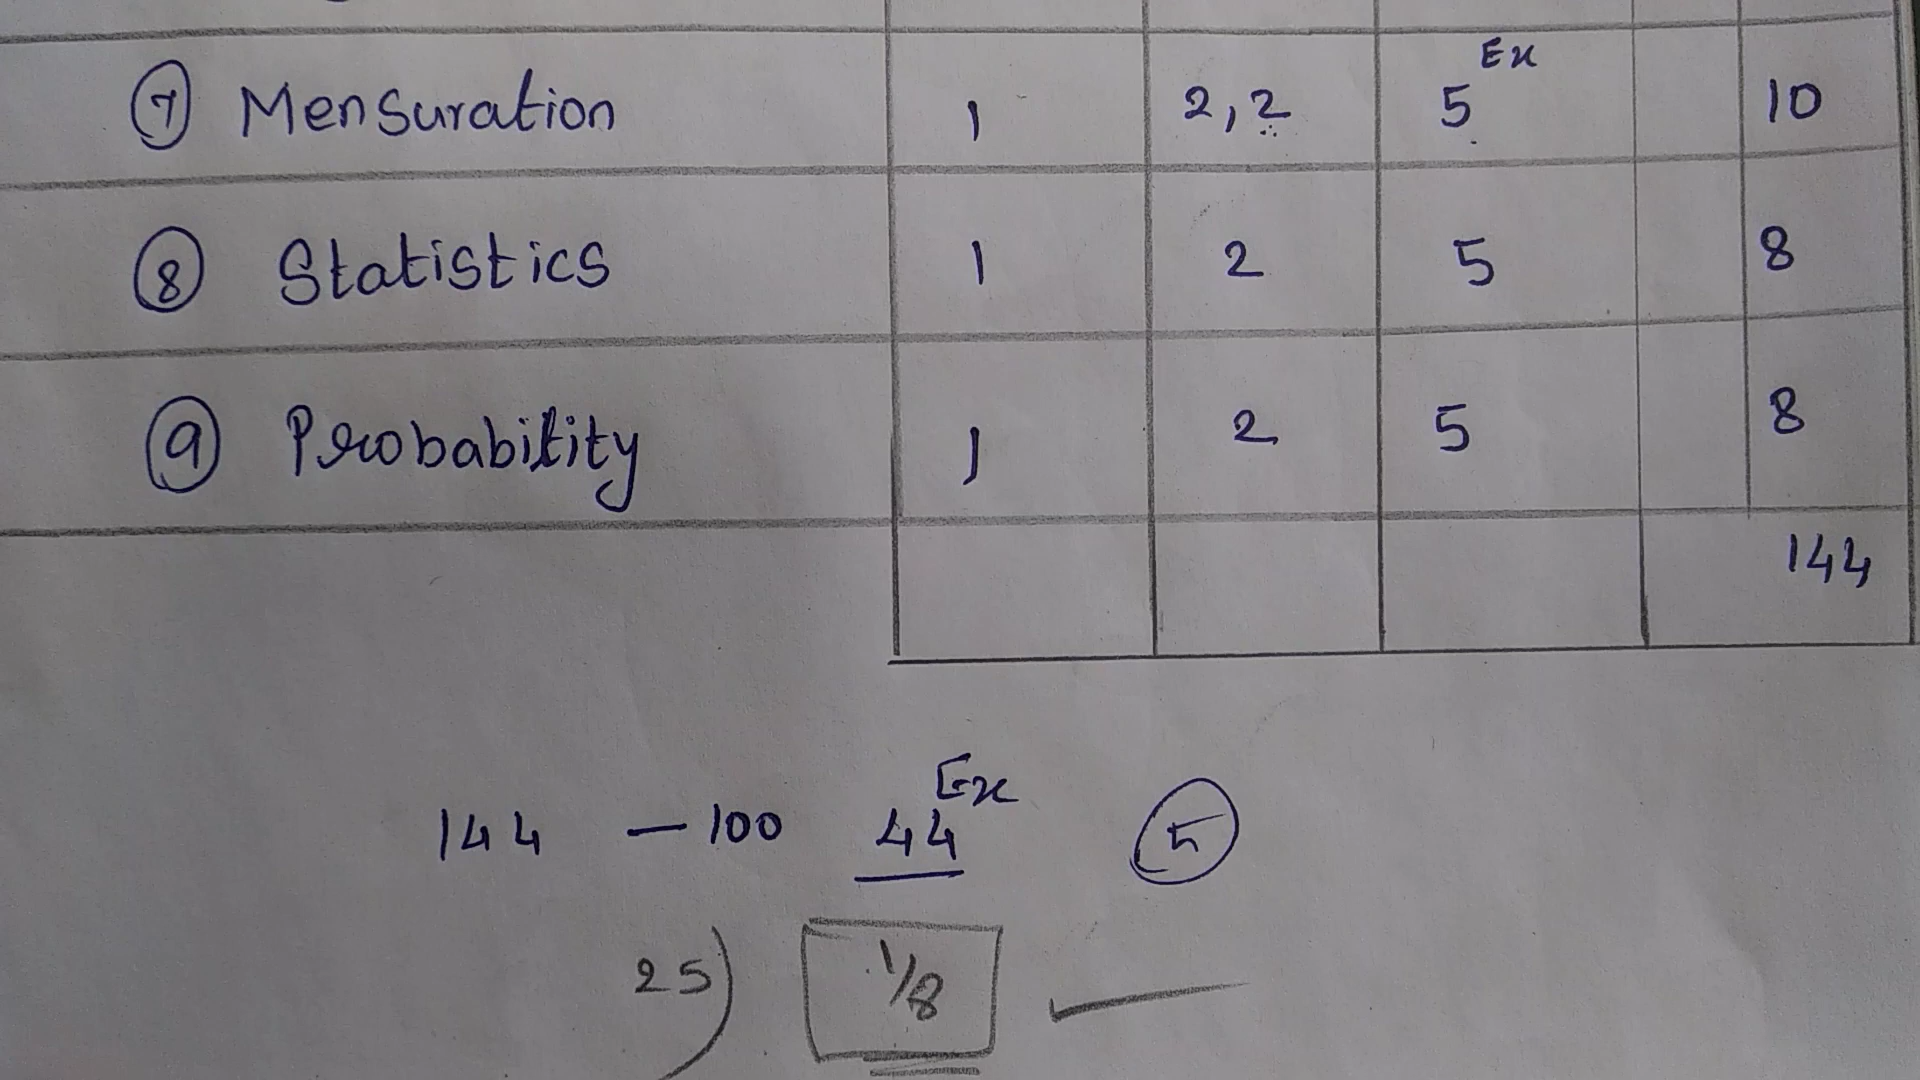 Ex
⑦ Mensuration 1 2,2 5 10
⑧ Statistics 1 2 5 8
⑨ Probability 1 2 5 8
144
Ex
144 — 100 44 ⑤
25) 1/8